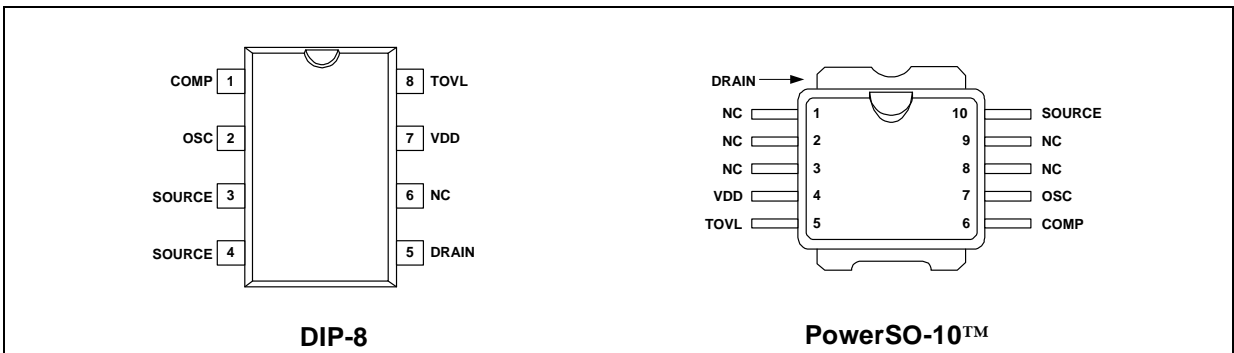 COMP 1 8 TOVL
OSC 2 7 VDD
SOURCE 3 6 NC
SOURCE 4 5 DRAIN
DIP-8
DRAIN
NC 1 10 SOURCE
NC 2 9 NC
NC 3 8 NC
VDD 4 7 OSC
TOVL 5 6 COMP
PowerSO-10™